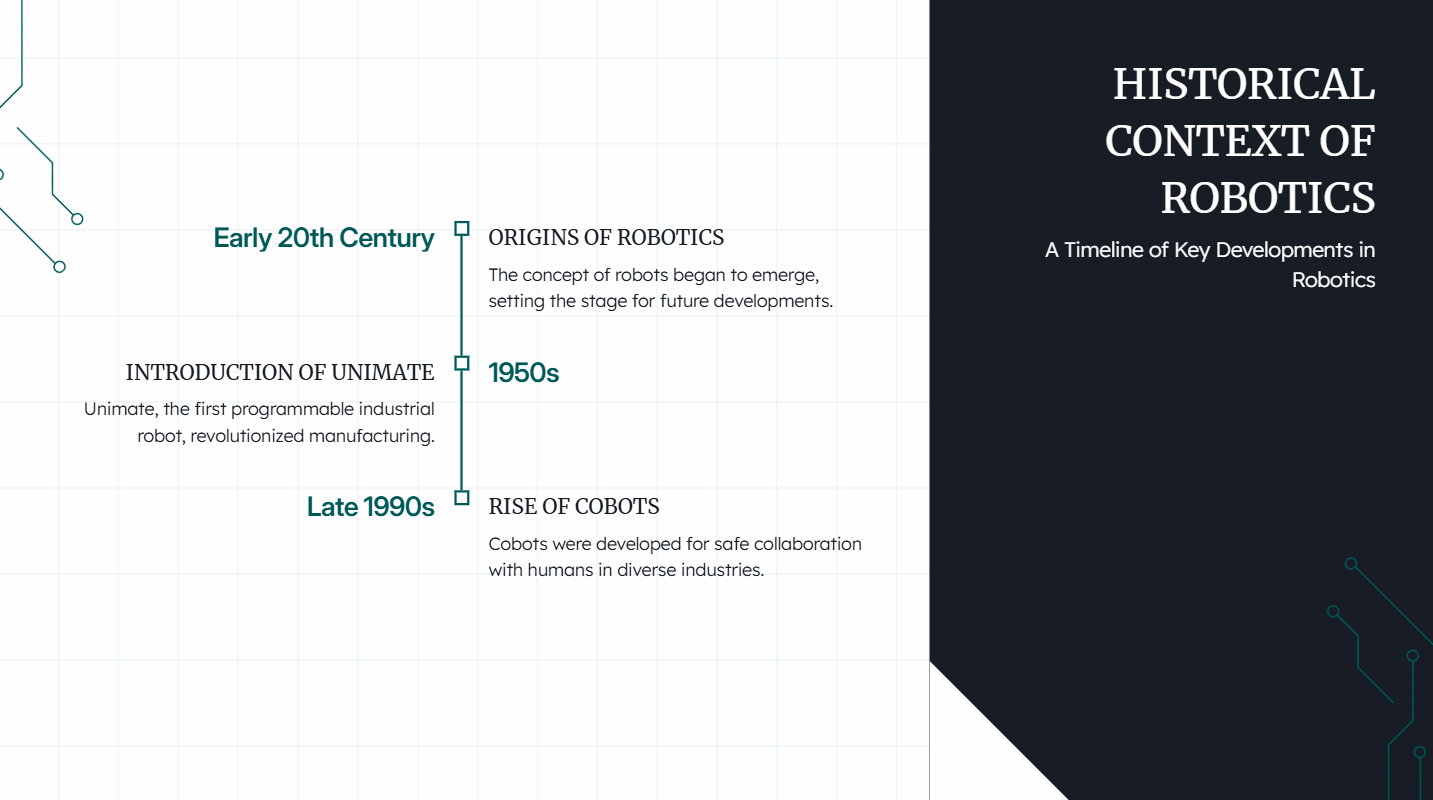 HISTORICAL
CONTEXT OF
ROBOTICS
A Timeline of Key Developments in
Robotics
Early 20th Century
ORIGINS OF ROBOTICS
The concept of robots began to emerge,
setting the stage for future developments.
1950s
INTRODUCTION OF UNIMATE
Unimate, the first programmable industrial
robot, revolutionized manufacturing.
Late 1990s
RISE OF COBOTS
Cobots were developed for safe collaboration
with humans in diverse industries.